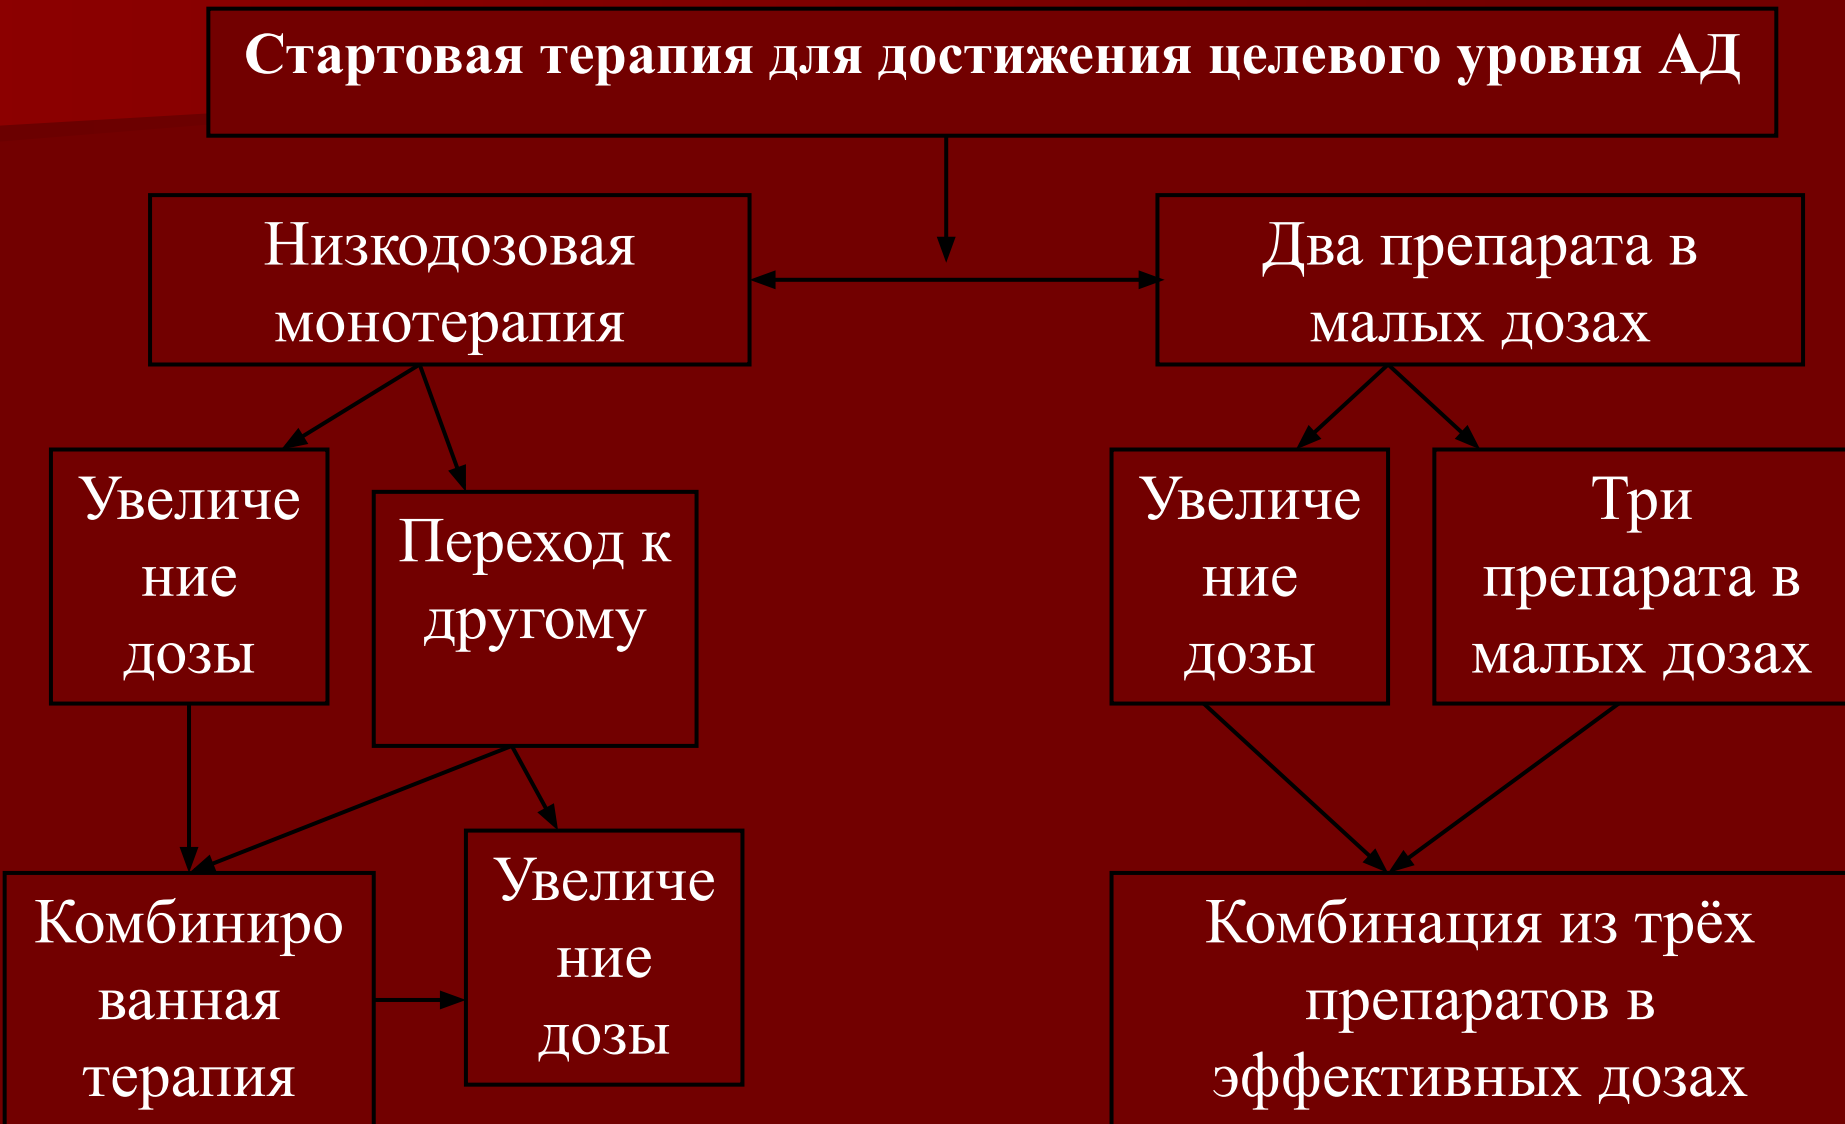 Стартовая терапия для достижения целевого уровня АД
Низкодозовая
монотерапия
Два препарата в
малых дозах
Увеличе
ние
дозы
Переход к
другому
Увеличе
ние
дозы
Три
препарата в
малых дозах
Комбиниро
ванная
терапия
Увеличе
ние
дозы
Комбинация из трёх
препаратов в
эффективных дозах